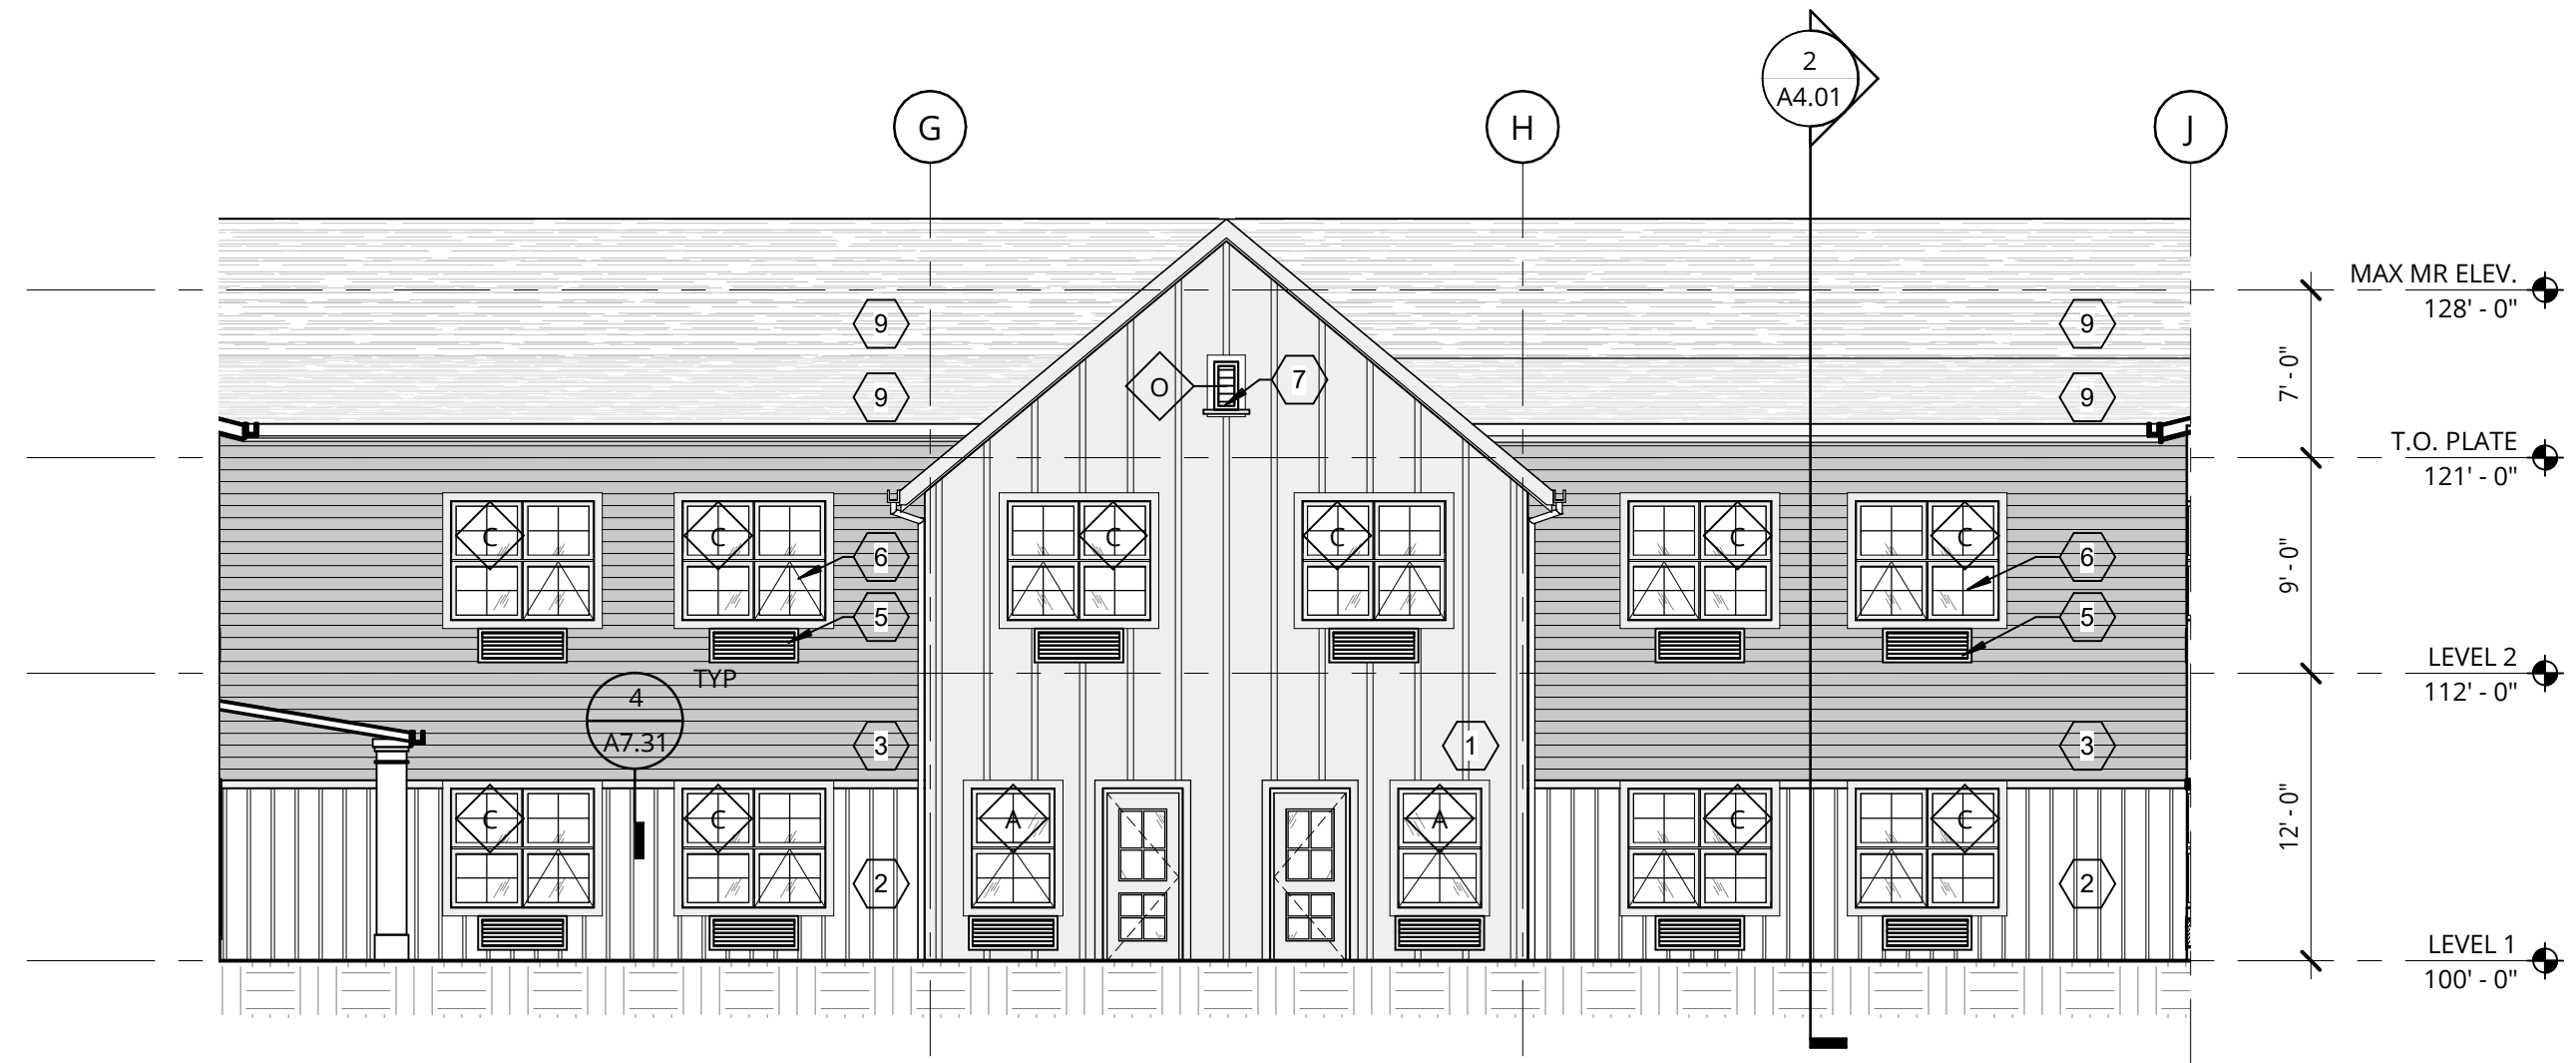 2
A4.01
G
H
J
MAX MR ELEV.
128' - 0"
9
9
7' - 0"
O
7
9
9
T.O. PLATE
121' - 0"
C
C
C
C
C
C
6
6
9' - 0"
5
5
LEVEL 2
112' - 0"
TYP
4
A7.31
3
1
3
C
C
A
A
C
C
12' - 0"
2
2
LEVEL 1
100' - 0"